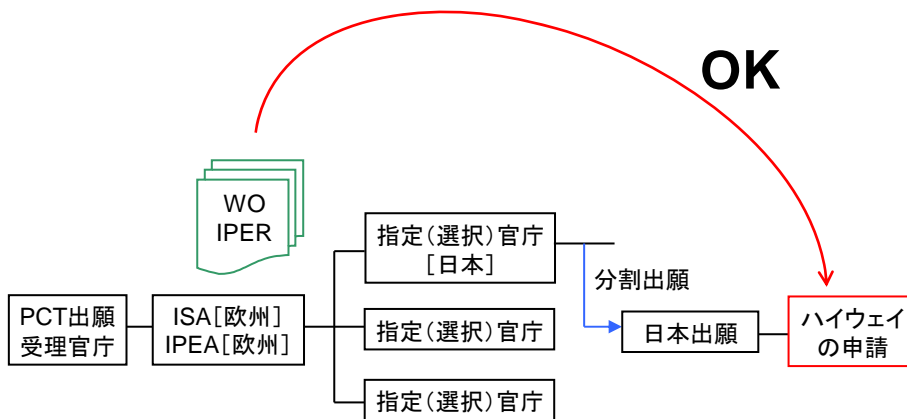 OK
WO
IPER
指定(選択)官庁
[日本]
分割出願
PCT出願
受理官庁
ISA[欧州]
IPEA[欧州]
指定(選択)官庁
日本出願
ハイウェイ
の申請
指定(選択)官庁